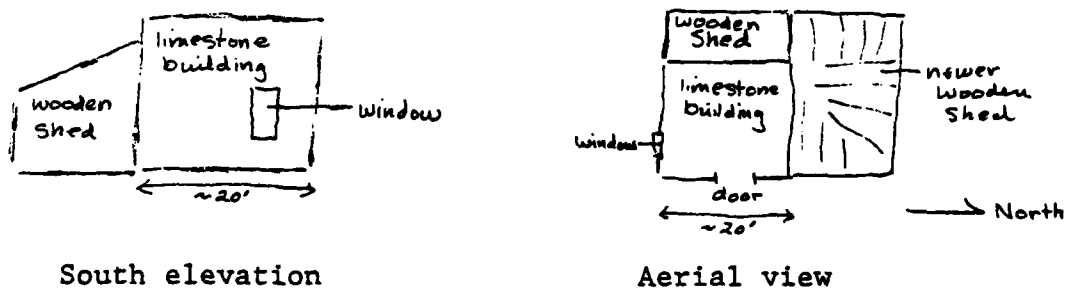 limestone
building
wooden
shed
window
~20'
South elevation
wooden
Shed
limestone
building
window
door
~20'
newer
wooden
Shed
North
Aerial view